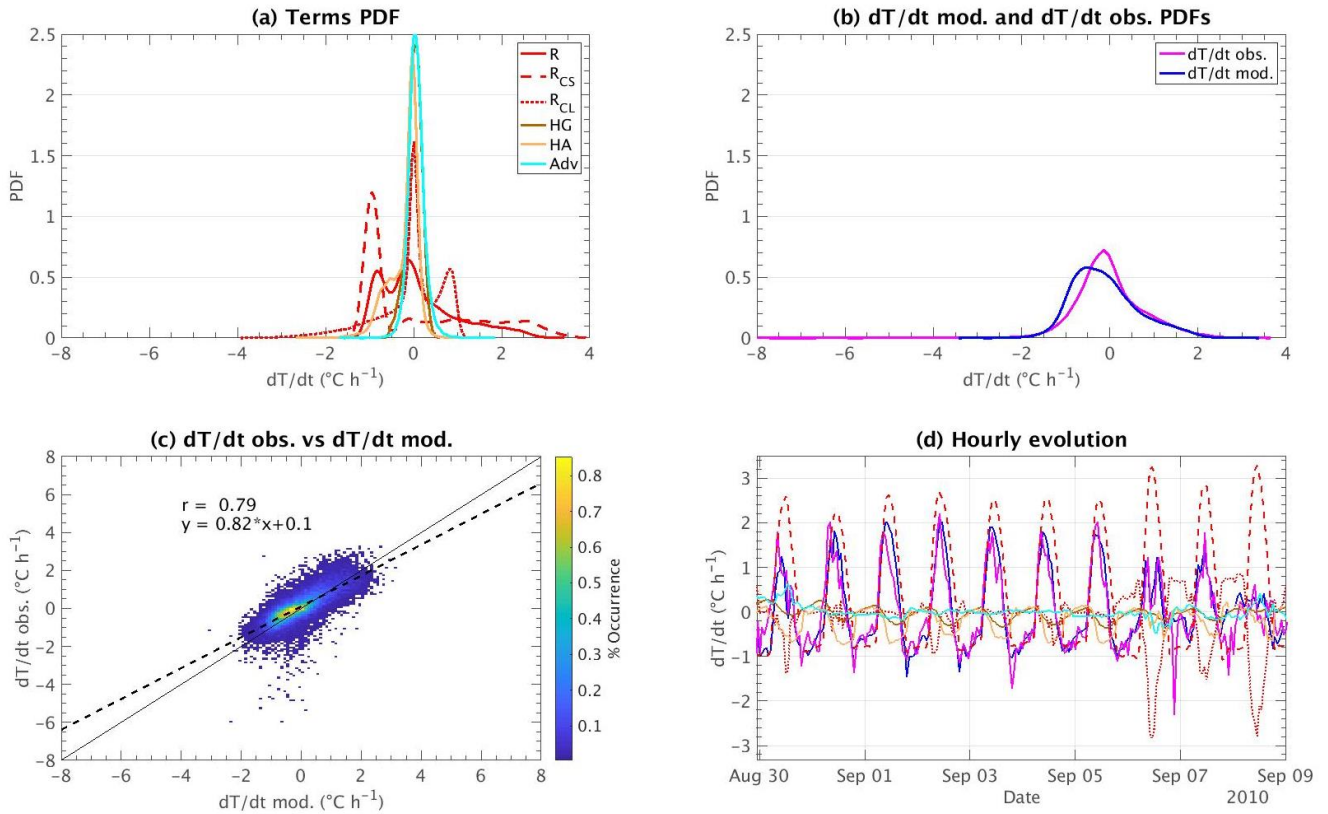 (a) Terms PDF
2.5
2
1.5
1
0.5
0
PDF
-8
-6
-4
-2
0
2
4
dT/dt (°C h⁻¹)
R
R_CS
R_CL
HG
HA
Adv
(b) dT/dt mod. and dT/dt obs. PDFs
2.5
2
1.5
1
0.5
0
PDF
-8
-6
-4
-2
0
2
4
dT/dt (°C h⁻¹)
dT/dt obs.
dT/dt mod.
(c) dT/dt obs. vs dT/dt mod.
8
6
4
2
0
-2
-4
-6
-8
dT/dt obs. (°C h⁻¹)
r = 0.79
y = 0.82*x+0.1
-8
-6
-4
-2
0
2
4
6
8
dT/dt mod. (°C h⁻¹)
0.8
0.7
0.6
0.5
0.4
0.3
0.2
0.1
% Occurrence
(d) Hourly evolution
3
2
1
0
-1
-2
-3
dT/dt (°C h⁻¹)
Aug 30
Sep 01
Sep 03
Sep 05
Sep 07
Sep 09
Date
2010